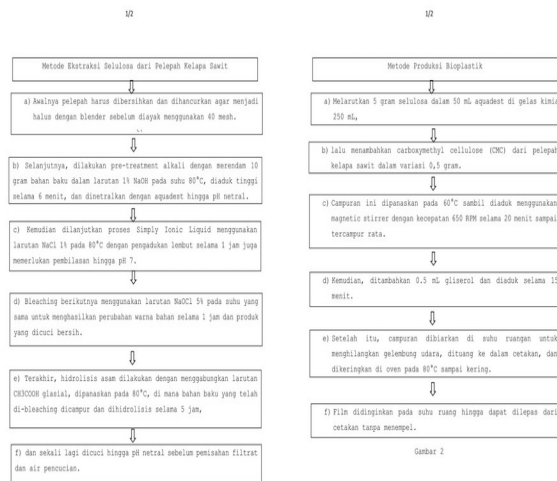 1/2
Metode Ekstraksi Selulosa dari Pelepah Kelapa Sawit
a) Awalnya pelepah harus dibersihkan dan dihancurkan agar menjadi
halus dengan blender sebelum diayak menggunakan 40 mesh.
b) Selanjutnya, dilakukan pre-treatment alkali dengan merendam 10
gram bahan baku dalam larutan 1% NaOH pada suhu 80°C, diaduk tinggi
selama 6 menit, dan dinetralkan dengan aquadest hingga pH netral.
c) Kemudian dilanjutkan proses Simply Ionic Liquid menggunakan
larutan NaCl 1% pada 80°C dengan pengadukan lembut selama 1 jam juga
memerlukan pembilasan hingga pH 7.
d) Bleaching berikutnya menggunakan larutan NaOCl 5% pada suhu yang
sama untuk menghasilkan perubahan warna bahan selama 1 jam dan produk
yang dicuci bersih.
e) Terakhir, hidrolisis asam dilakukan dengan menggabungkan larutan
CH3COOH glasial, dipanaskan pada 80°C, di mana bahan baku yang telah
di-bleaching dicampur dan dihidrolisis selama 5 jam,
f) dan sekali lagi dicuci hingga pH netral sebelum pemisahan filtrat
dan air pencucian.
1/2
Metode Produksi Bioplastik
a) Melarutkan 5 gram selulosa dalam 50 mL aquadest di gelas kimia
250 mL,
b) lalu menambahkan carboxymethyl cellulose (CMC) dari pelepah
kelapa sawit dalam variasi 0,5 gram.
c) Campuran ini dipanaskan pada 60°C sambil diaduk menggunakan
magnetic stirrer dengan kecepatan 650 RPM selama 20 menit sampai
tercampur rata.
d) Kemudian, ditambahkan 0.5 mL gliserol dan diaduk selama 15
menit.
e) Setelah itu, campuran dibiarkan di suhu ruangan untuk
menghilangkan gelembung udara, dituang ke dalam cetakan, dan
dikeringkan di oven pada 80°C sampai kering.
f) Film didinginkan pada suhu ruang hingga dapat dilepas dari
cetakan tanpa menempel.
Gambar 2